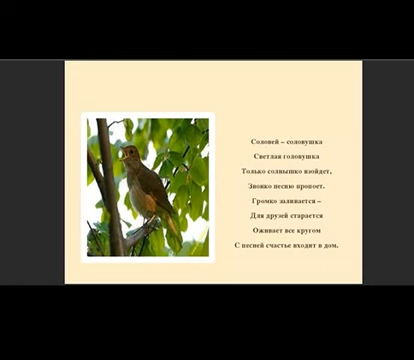 Соловей – соловушка
Светлая головушка
Только солнышко взойдет,
Звонко песню пропоет.
Громко заливается –
Для друзей старается
Оживает все кругом
С песней счастье входит в дом.